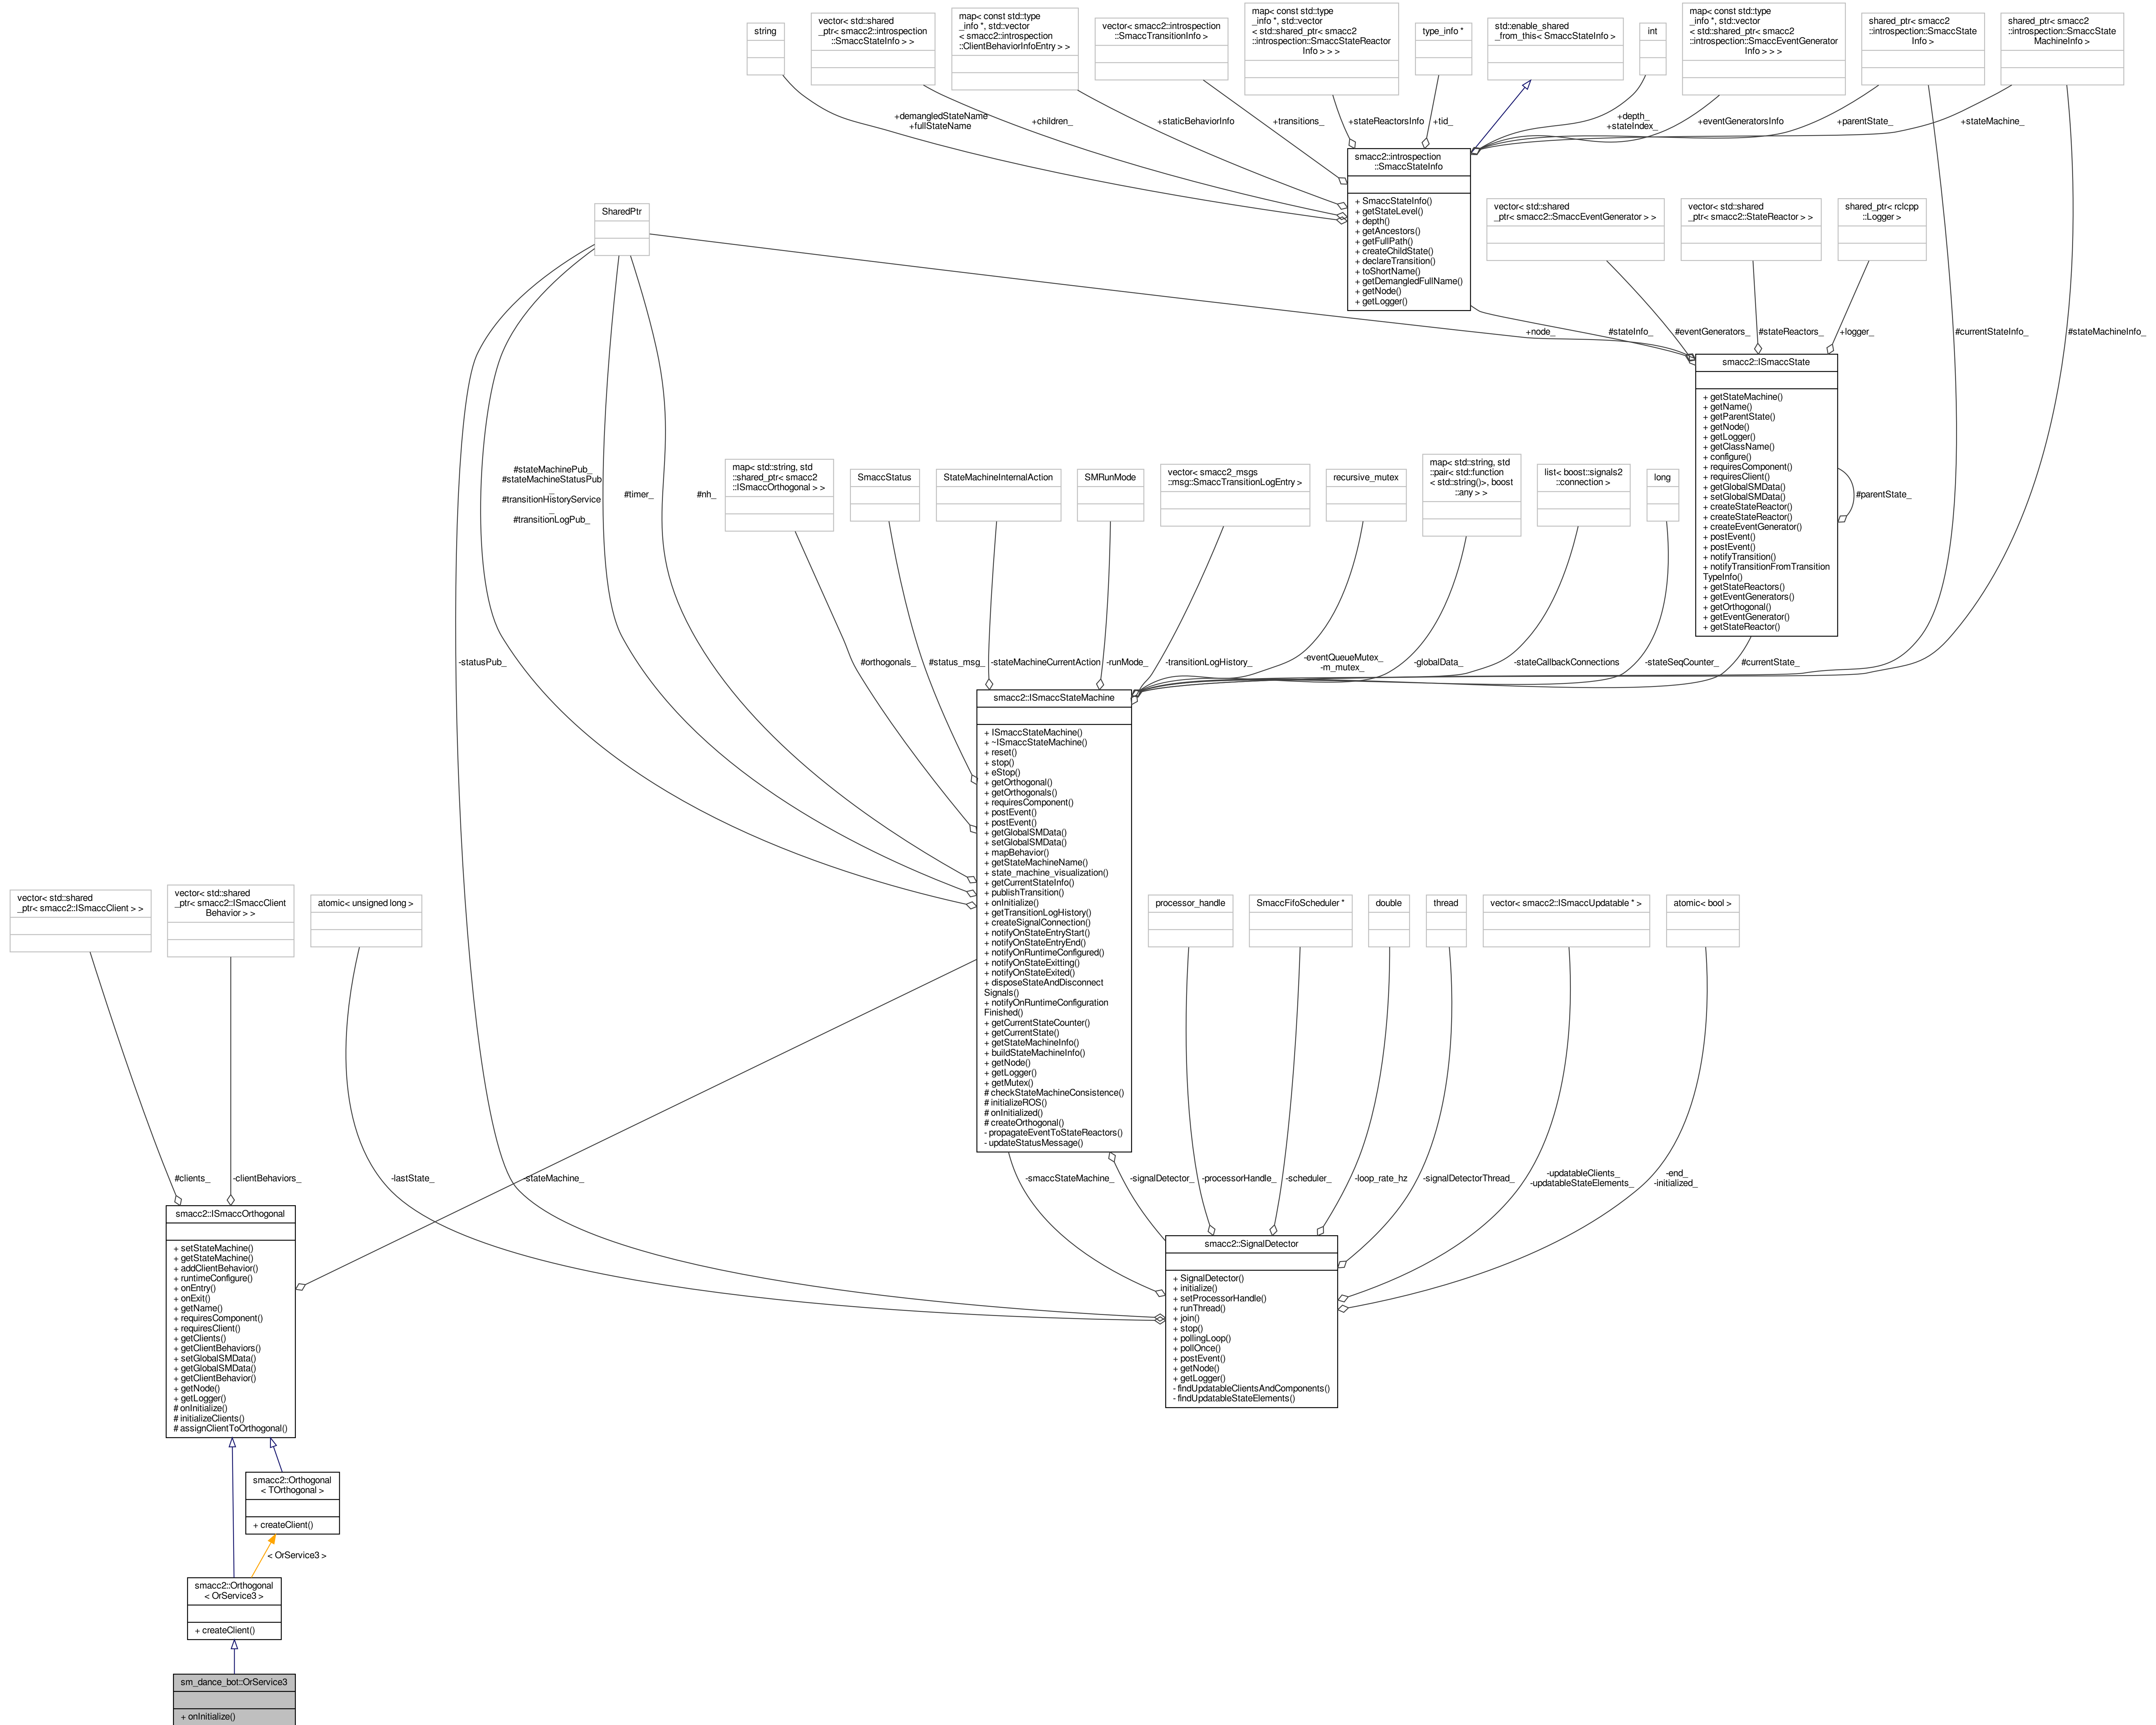 string
vector< std::shared
_ptr< smacc2::introspection
::SmaccStateInfo > >
map< const std::type
_info *, std::vector
< smacc2::introspection
::ClientBehaviorInfoEntry > >
vector< smacc2::introspection
::SmaccTransitionInfo >
map< const std::type
_info *, std::vector
< std::shared_ptr< smacc2
::introspection::SmaccStateReactor
Info > > >
type_info *
std::enable_shared
_from_this< SmaccStateInfo >
int
map< const std::type
_info *, std::vector
< std::shared_ptr< smacc2
::introspection::SmaccEventGenerator
Info > > >
shared_ptr< smacc2
::introspection::SmaccState
Info >
shared_ptr< smacc2
::introspection::SmaccState
MachineInfo >
+demangledStateName
+fullStateName
+children_
+staticBehaviorInfo
+transitions_
+stateReactorsInfo
+tid_
+depth_
+stateIndex_
+eventGeneratorsInfo
+parentState_
+stateMachine_
smacc2::introspection
::SmaccStateInfo
+ SmaccStateInfo()
+ getStateLevel()
+ depth()
+ getAncestors()
+ getFullPath()
+ createChildState()
+ declareTransition()
+ toShortName()
+ getDemangledFullName()
+ getNode()
+ getLogger()
SharedPtr
vector< std::shared
_ptr< smacc2::SmaccEventGenerator > >
vector< std::shared
_ptr< smacc2::StateReactor > >
shared_ptr< rclcpp
::Logger >
+node_
#stateInfo_
#eventGenerators_
#stateReactors_
+logger_
#currentStateInfo_
#stateMachineInfo_
smacc2::ISmaccState
+ getStateMachine()
+ getName()
+ getParentState()
+ getNode()
+ getLogger()
+ getClassName()
+ configure()
+ requiresComponent()
+ requiresClient()
+ getGlobalSMData()
+ setGlobalSMData()
+ createStateReactor()
+ createStateReactor()
+ createEventGenerator()
+ postEvent()
+ postEvent()
+ notifyTransition()
+ notifyTransitionFromTransition
TypeInfo()
+ getStateReactors()
+ getEventGenerators()
+ getOrthogonal()
+ getEventGenerator()
+ getStateReactor()
#parentState_
#stateMachinePub_
#stateMachineStatusPub
_
#transitionHistoryService
_
#transitionLogPub_
#timer_
#nh_
map< std::string, std
::shared_ptr< smacc2
::ISmaccOrthogonal > >
SmaccStatus
StateMachineInternalAction
SMRunMode
vector< smacc2_msgs
::msg::SmaccTransitionLogEntry >
recursive_mutex
map< std::string, std
::pair< std::function
< std::string()>, boost
::any > >
list< boost::signals2
::connection >
long
-statusPub_
#orthogonals_
#status_msg_
-stateMachineCurrentAction
-runMode_
-transitionLogHistory_
-eventQueueMutex_
-m_mutex_
-globalData_
-stateCallbackConnections
-stateSeqCounter_
#currentState_
smacc2::ISmaccStateMachine
+ ISmaccStateMachine()
+ ~ISmaccStateMachine()
+ reset()
+ stop()
+ eStop()
+ getOrthogonal()
+ getOrthogonals()
+ requiresComponent()
+ postEvent()
+ postEvent()
+ getGlobalSMData()
+ setGlobalSMData()
+ mapBehavior()
+ getStateMachineName()
+ state_machine_visualization()
+ getCurrentStateInfo()
+ publishTransition()
+ onInitialize()
+ getTransitionLogHistory()
+ createSignalConnection()
+ notifyOnStateEntryStart()
+ notifyOnStateEntryEnd()
+ notifyOnRuntimeConfigured()
+ notifyOnStateExitting()
+ notifyOnStateExited()
+ disposeStateAndDisconnect
Signals()
+ notifyOnRuntimeConfiguration
Finished()
+ getCurrentStateCounter()
+ getCurrentState()
+ getStateMachineInfo()
+ buildStateMachineInfo()
+ getNode()
+ getLogger()
+ getMutex()
# checkStateMachineConsistence()
# initializeROS()
# onInitialized()
# createOrthogonal()
- propagateEventToStateReactors()
- updateStatusMessage()
vector< std::shared
_ptr< smacc2::ISmaccClient > >
vector< std::shared
_ptr< smacc2::ISmaccClient
Behavior > >
atomic< unsigned long >
processor_handle
SmaccFifoScheduler *
double
thread
vector< smacc2::ISmaccUpdatable * >
atomic< bool >
#clients_
-clientBehaviors_
-lastState_
-stateMachine_
-smaccStateMachine_
-signalDetector_
-processorHandle_
-scheduler_
-loop_rate_hz
-signalDetectorThread_
-updatableClients_
-updatableStateElements_
-end_
-initialized_
smacc2::ISmaccOrthogonal
+ setStateMachine()
+ getStateMachine()
+ addClientBehavior()
+ runtimeConfigure()
+ onEntry()
+ onExit()
+ getName()
+ requiresComponent()
+ requiresClient()
+ getClients()
+ getClientBehaviors()
+ setGlobalSMData()
+ getGlobalSMData()
+ getClientBehavior()
+ getNode()
+ getLogger()
# onInitialize()
# initializeClients()
# assignClientToOrthogonal()
smacc2::SignalDetector
+ SignalDetector()
+ initialize()
+ setProcessorHandle()
+ runThread()
+ join()
+ stop()
+ pollingLoop()
+ pollOnce()
+ postEvent()
+ getNode()
+ getLogger()
- findUpdatableClientsAndComponents()
- findUpdatableStateElements()
smacc2::Orthogonal
< TOrthogonal >
+ createClient()
< OrService3 >
smacc2::Orthogonal
< OrService3 >
+ createClient()
sm_dance_bot::OrService3
+ onInitialize()